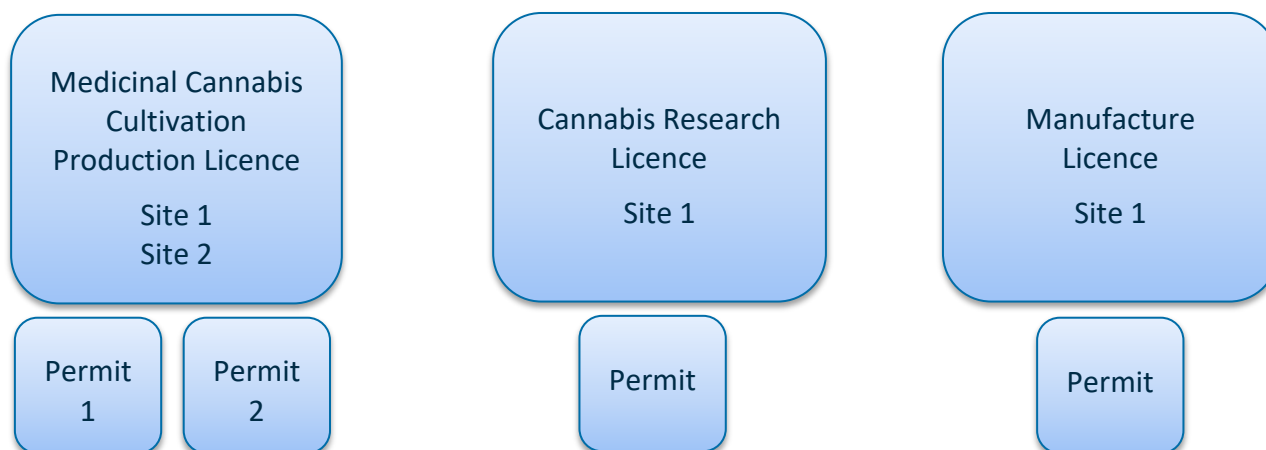 Medicinal Cannabis
Cultivation
Production Licence
Site 1
Site 2
Permit
1
Permit
2
Cannabis Research
Licence
Site 1
Permit
Manufacture
Licence
Site 1
Permit